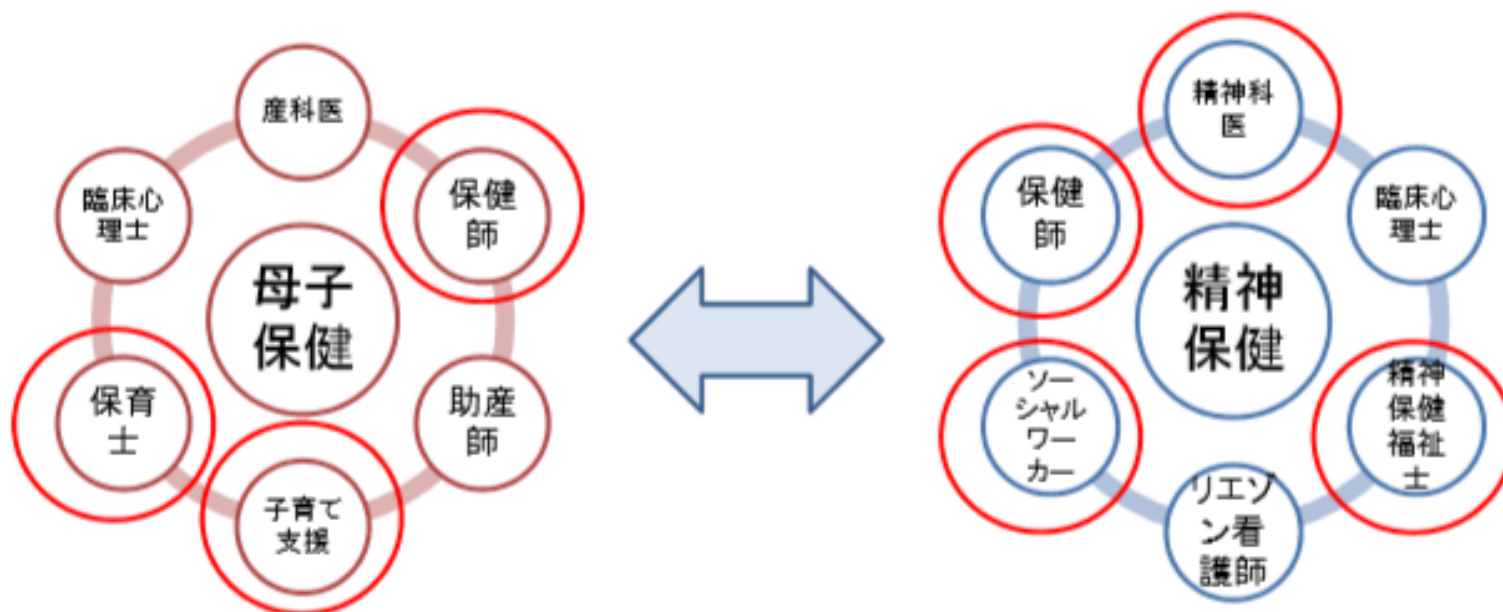 産科医
保健
師
助産
師
子育て
支援
保育
士
臨床心
理士
母子
保健
精神科
医
臨床心
理士
精神
保健
福祉
士
リエゾ
ン看
護師
ソー
シャル
ワー
カー
保健
師
精神
保健